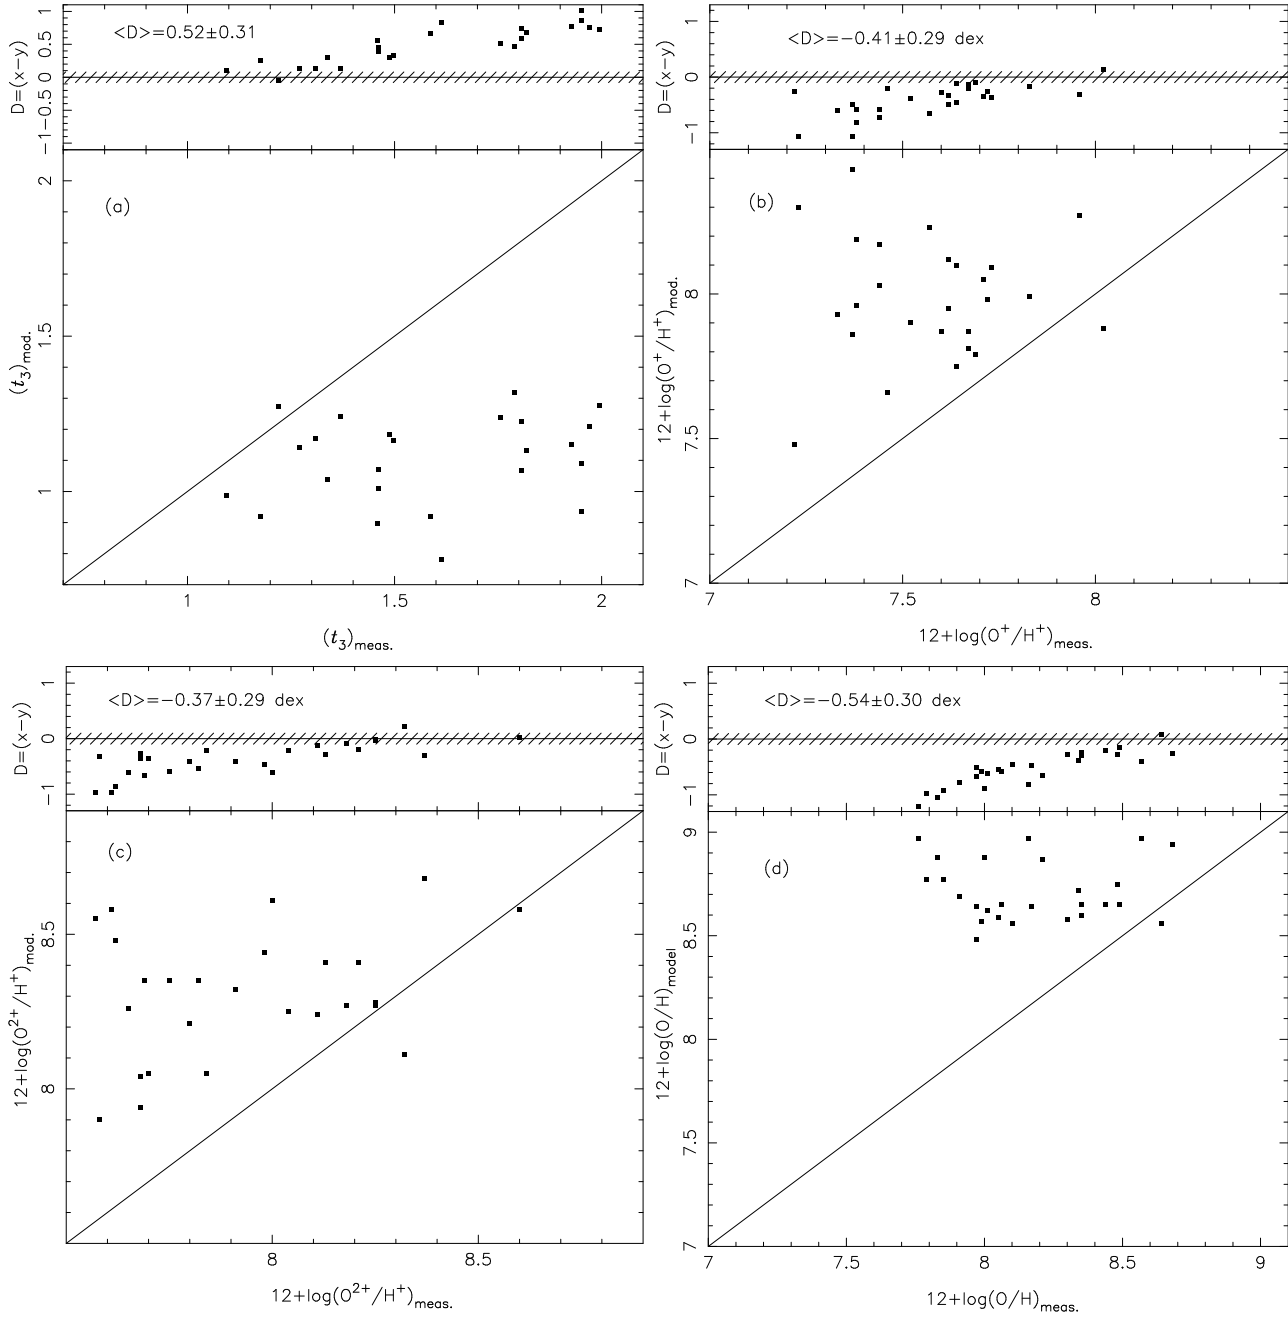 <D>=0.52±0.31
D=(x−y)
1
0.5
0
−0.5
−1
(a)
(t₃)mod.
2
1.5
1
1
1.5
2
(t₃)meas.
<D>=−0.41±0.29 dex
D=(x−y)
1
0
−1
(b)
12+log(O⁺/H⁺)mod.
8
7.5
7
7
7.5
8
12+log(O⁺/H⁺)meas.
<D>=−0.37±0.29 dex
D=(x−y)
1
0
−1
(c)
12+log(O²⁺/H⁺)mod.
8.5
8
8
8.5
12+log(O²⁺/H⁺)meas.
<D>=−0.54±0.30 dex
D=(x−y)
1
0
−1
(d)
12+log(O/H)model
9
8.5
8
7.5
7
7
7.5
8
8.5
9
12+log(O/H)meas.